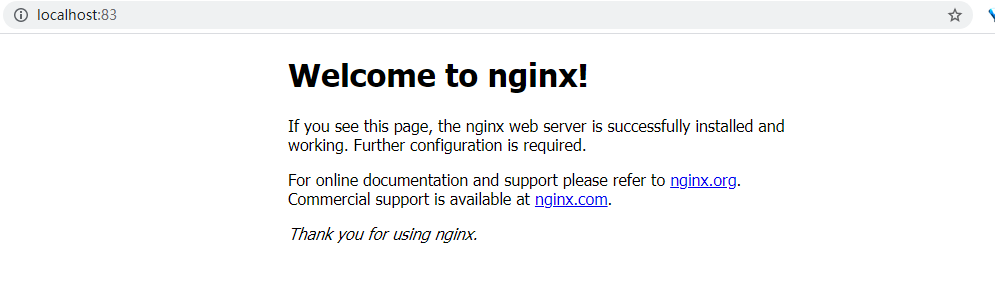 localhost:83
Welcome to nginx!
If you see this page, the nginx web server is successfully installed and
working. Further configuration is required.
For online documentation and support please refer to nginx.org.
Commercial support is available at nginx.com.
Thank you for using nginx.